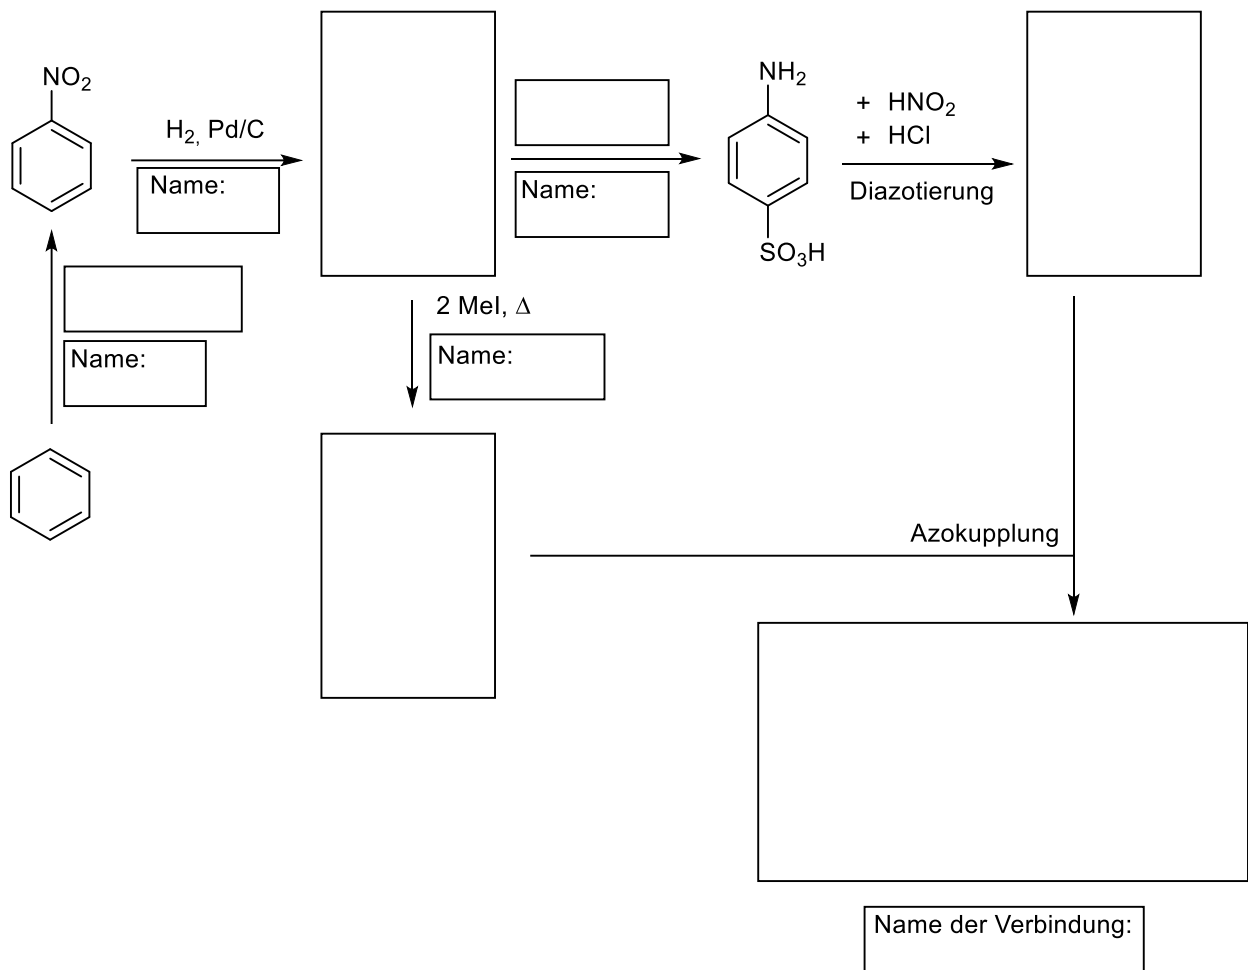 NO2
H2, Pd/C
Name:
Name:
NH2
SO3H
+ HNO2
+ HCl
Diazotierung
Name:
2 MeI, Δ
Name:
Azokupplung
Name der Verbindung: